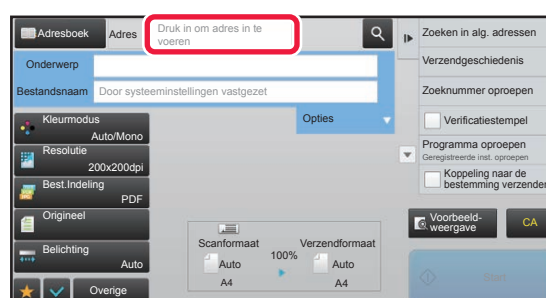 Adresboek
Adres
Druk in om adres in te
voeren
Onderwerp
Bestandsnaam
Door systeeminstellingen vastgezet
Kleurmodus
Auto/Mono
Resolutie
200x200dpi
Best.Indeling
PDF
Origineel
Belichting
Auto
Overige
Opties
Scanformaat
Auto
A4
100%
Verzendformaat
Auto
A4
Zoeken in alg. adressen
Verzendgeschiedenis
Zoeknummer oproepen
Verificatiestempel
Programma oproepen
Geregistreerde inst. oproepen
Koppeling naar de
bestemming verzenden
Voorbeeld-
weergave
CA
Start